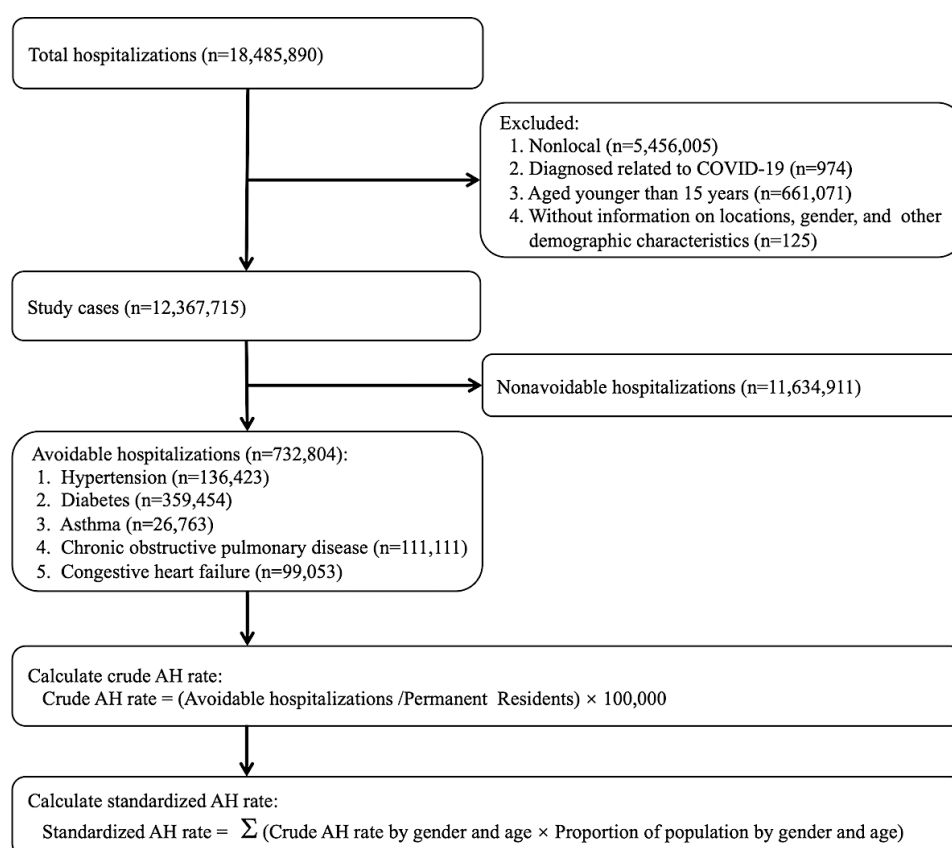 Total hospitalizations (n=18,485,890)
Excluded:
1. Nonlocal (n=5,456,005)
2. Diagnosed related to COVID-19 (n=974)
3. Aged younger than 15 years (n=661,071)
4. Without information on locations, gender, and other
demographic characteristics (n=125)
Study cases (n=12,367,715)
Nonavoidable hospitalizations (n=11,634,911)
Avoidable hospitalizations (n=732,804):
1. Hypertension (n=136,423)
2. Diabetes (n=359,454)
3. Asthma (n=26,763)
4. Chronic obstructive pulmonary disease (n=111,111)
5. Congestive heart failure (n=99,053)
Calculate crude AH rate:
Crude AH rate = (Avoidable hospitalizations /Permanent Residents) × 100,000
Calculate standardized AH rate:
Standardized AH rate = Σ (Crude AH rate by gender and age × Proportion of population by gender and age)